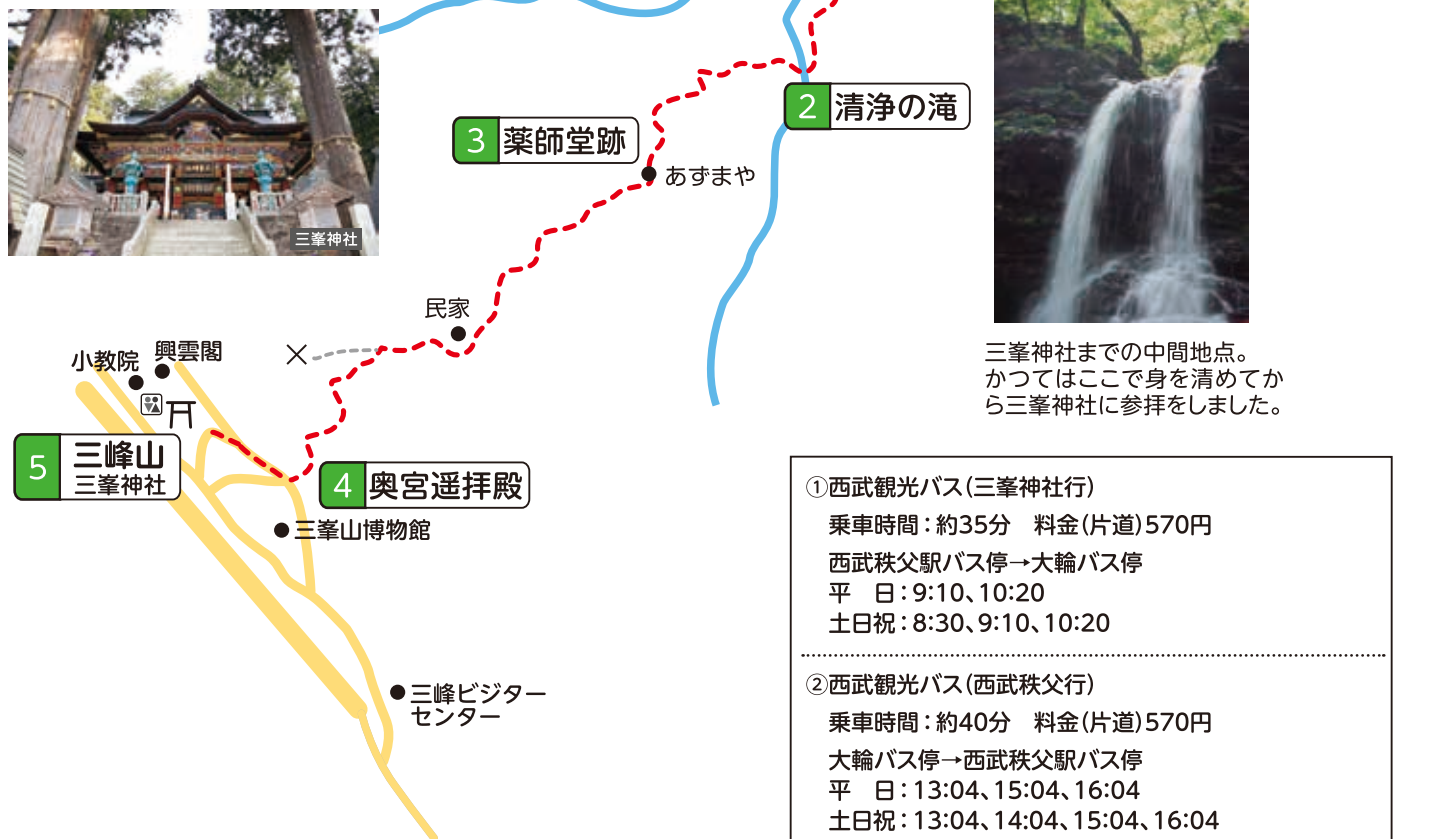 三峯神社
2 清浄の滝
3 薬師堂跡
あずまや
民家
小教院
興雲閣
5 三峰山
三峯神社
4 奥宮遥拝殿
三峯山博物館
三峰ビジター
センター
三峯神社までの中間地点。
かつてはここで身を清めてか
ら三峯神社に参拝をしました。
①西武観光バス(三峯神社行)
乗車時間:約35分 料金(片道)570円
西武秩父駅バス停→大輪バス停
平 日:9:10、10:20
土日祝:8:30、9:10、10:20
②西武観光バス(西武秩父行)
乗車時間:約40分 料金(片道)570円
大輪バス停→西武秩父駅バス停
平 日:13:04、15:04、16:04
土日祝:13:04、14:04、15:04、16:04